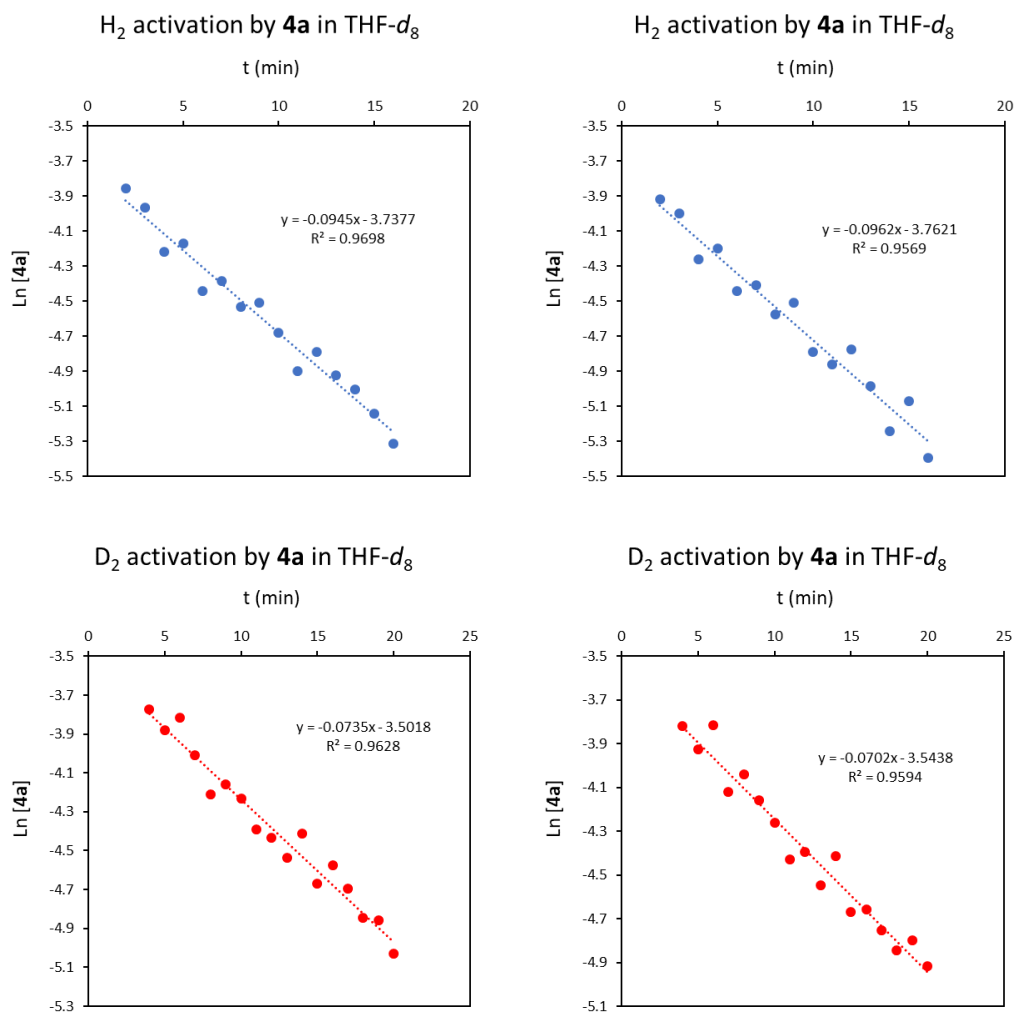 H2 activation by 4a in THF-d8
t (min)
0 5 10 15 20
-3.5
-3.7
-3.9
-4.1
-4.3
-4.5
-4.7
-4.9
-5.1
-5.3
-5.5
Ln [4a]
y = -0.0945x - 3.7377
R² = 0.9698
H2 activation by 4a in THF-d8
t (min)
0 5 10 15 20
-3.5
-3.7
-3.9
-4.1
-4.3
-4.5
-4.7
-4.9
-5.1
-5.3
-5.5
Ln [4a]
y = -0.0962x - 3.7621
R² = 0.9569
D2 activation by 4a in THF-d8
t (min)
0 5 10 15 20 25
-3.5
-3.7
-3.9
-4.1
-4.3
-4.5
-4.7
-4.9
-5.1
-5.3
Ln [4a]
y = -0.0735x - 3.5018
R² = 0.9628
D2 activation by 4a in THF-d8
t (min)
0 5 10 15 20 25
-3.5
-3.7
-3.9
-4.1
-4.3
-4.5
-4.7
-4.9
-5.1
Ln [4a]
y = -0.0702x - 3.5438
R² = 0.9594